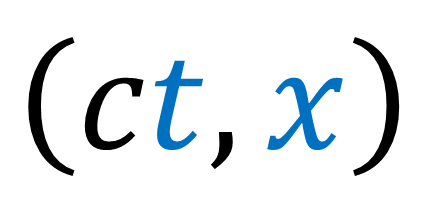 (ct, x)